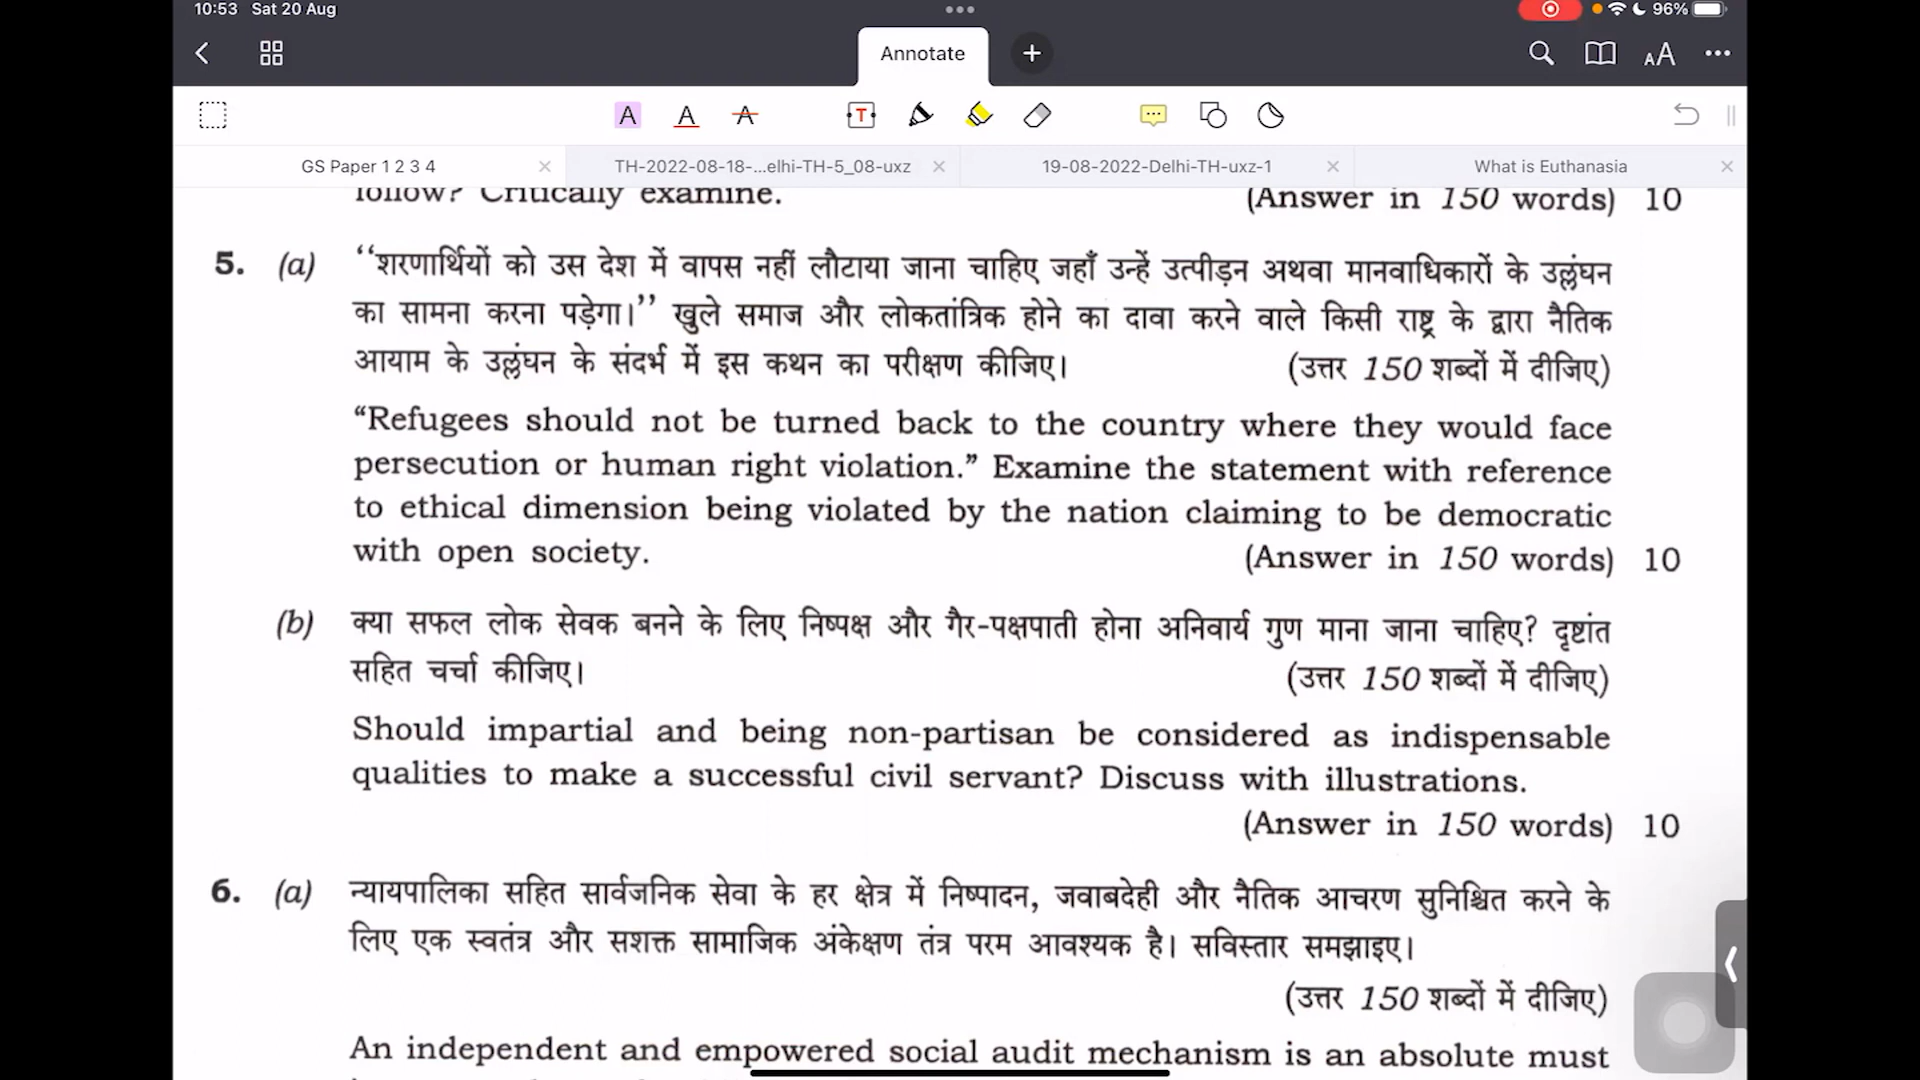 10:53 Sat 20 Aug
96%
Annotate
GS Paper 1 2 3 4
TH-2022-08-18-...elhi-TH-5_08-uxz
19-08-2022-Delhi-TH-uxz-1
What is Euthanasia
follow? Critically examine. (Answer in 150 words) 10
5. (a) ‘‘शरणार्थियों को उस देश में वापस नहीं लौटाया जाना चाहिए जहाँ उन्हें उत्पीड़न अथवा मानवाधिकारों के उल्लंघन
का सामना करना पड़ेगा।’’ खुले समाज और लोकतांत्रिक होने का दावा करने वाले किसी राष्ट्र के द्वारा नैतिक
आयाम के उल्लंघन के संदर्भ में इस कथन का परीक्षण कीजिए। (उत्तर 150 शब्दों में दीजिए)
“Refugees should not be turned back to the country where they would face
persecution or human right violation.” Examine the statement with reference
to ethical dimension being violated by the nation claiming to be democratic
with open society. (Answer in 150 words) 10
(b) क्या सफल लोक सेवक बनने के लिए निष्पक्ष और गैर-पक्षपाती होना अनिवार्य गुण माना जाना चाहिए? दृष्टांत
सहित चर्चा कीजिए। (उत्तर 150 शब्दों में दीजिए)
Should impartial and being non-partisan be considered as indispensable
qualities to make a successful civil servant? Discuss with illustrations.
(Answer in 150 words) 10
6. (a) न्यायपालिका सहित सार्वजनिक सेवा के हर क्षेत्र में निष्पादन, जवाबदेही और नैतिक आचरण सुनिश्चित करने के
लिए एक स्वतंत्र और सशक्त सामाजिक अंकेक्षण तंत्र परम आवश्यक है। सविस्तार समझाइए।
(उत्तर 150 शब्दों में दीजिए)
An independent and empowered social audit mechanism is an absolute must